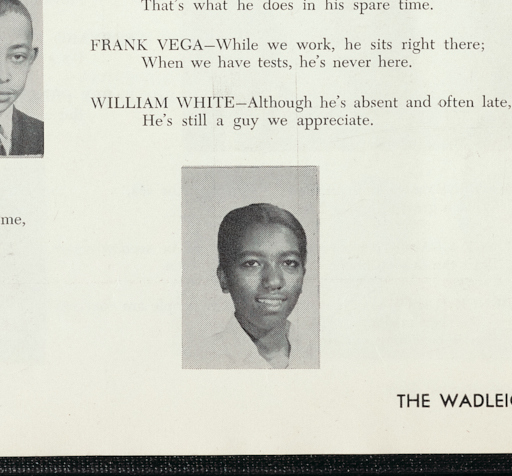 That's what he does in his spare time.
FRANK VEGA—While we work, he sits right there;
When we have tests, he's never here.
WILLIAM WHITE—Although he's absent and often late,
He's still a guy we appreciate.
me,
THE